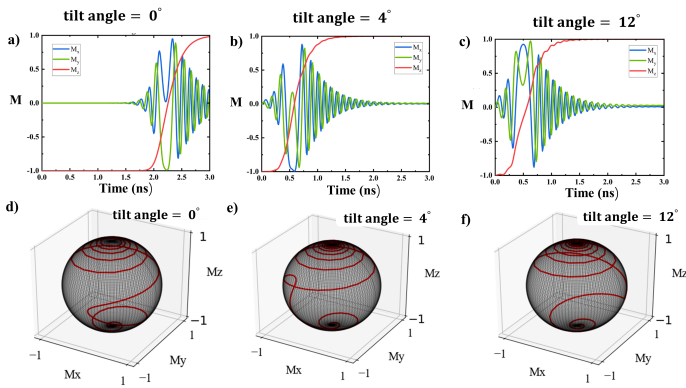 tilt angle = 0°
tilt angle = 4°
tilt angle = 12°
a)
b)
c)
Mx
My
Mz
Mx
My
Mz
Mx
My
Mz
M
1.0
0.5
0.0
-0.5
-1.0
0.0 0.5 1.0 1.5 2.0 2.5 3.0
Time (ns)
M
1.0
0.5
0.0
-0.5
-1.0
0.0 0.5 1.0 1.5 2.0 2.5 3.0
Time (ns)
M
1.0
0.5
0.0
-0.5
-1.0
0.0 0.5 1.0 1.5 2.0 2.5 3.0
Time (ns)
d)
tilt angle = 0°
1
Mz
−1
1
My
−1
Mx
1
−1
e)
tilt angle = 4°
1
Mz
−1
1
My
−1
Mx
1
−1
f)
tilt angle = 12°
1
Mz
−1
1
My
−1
Mx
1
−1